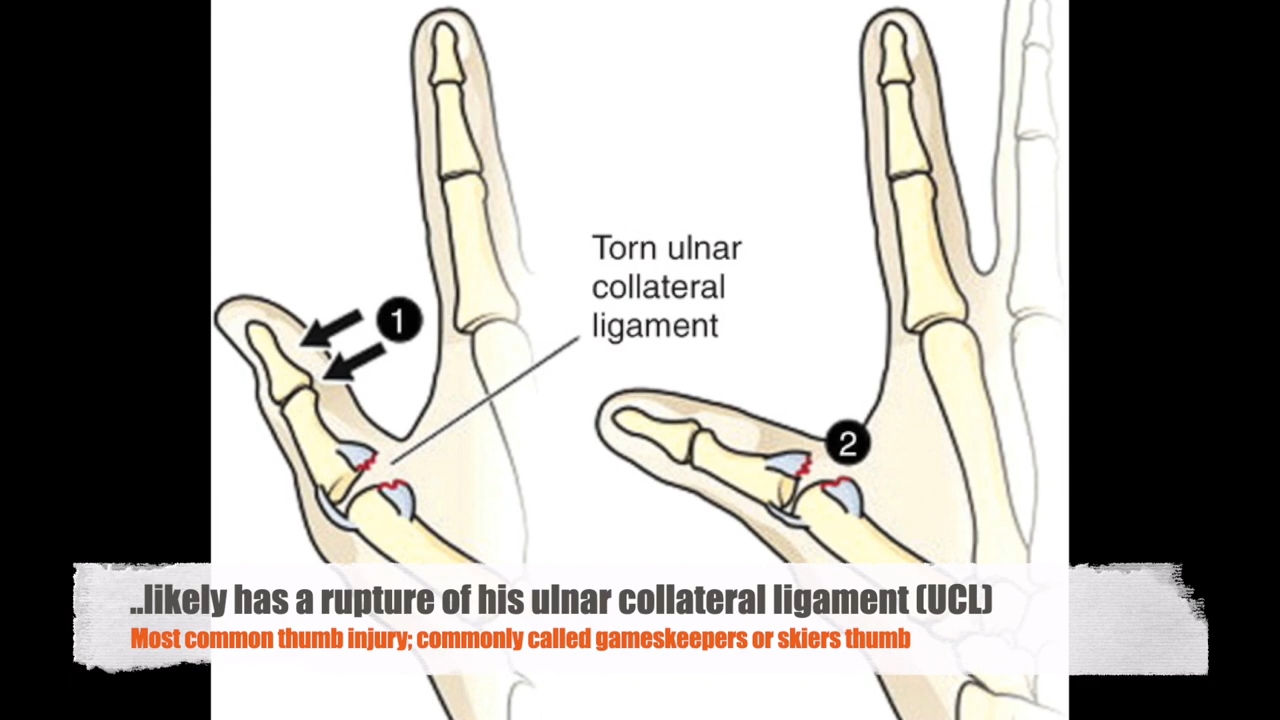 Torn ulnar
collateral
ligament
1
2
..likely has a rupture of his ulnar collateral ligament (UCL)
Most common thumb injury; commonly called gameskeepers or skiers thumb